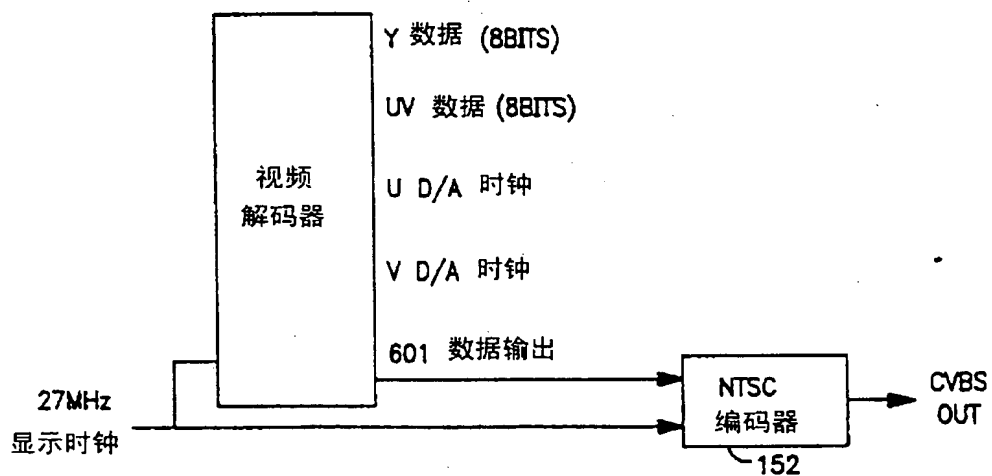 Y 数据 (8BITS)
UV 数据 (8BITS)
视频
解码器
U D/A 时钟
V D/A 时钟
601 数据输出
27MHz
显示时钟
NTSC
编码器
CVBS
OUT
152